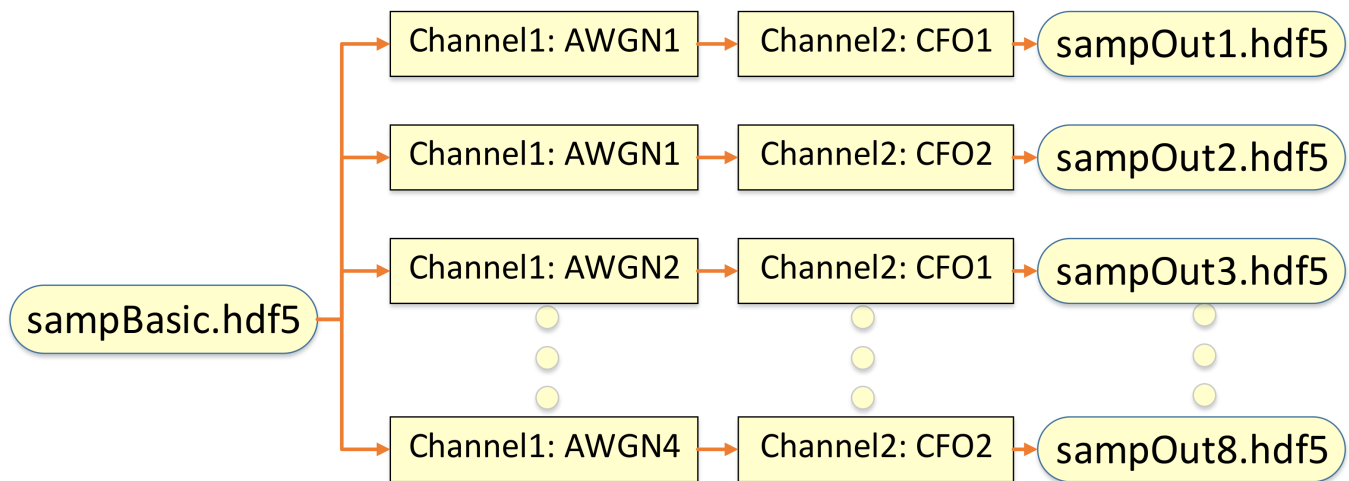 Channel1: AWGN1
Channel2: CFO1
sampOut1.hdf5
Channel1: AWGN1
Channel2: CFO2
sampOut2.hdf5
Channel1: AWGN2
Channel2: CFO1
sampOut3.hdf5
sampBasic.hdf5
Channel1: AWGN4
Channel2: CFO2
sampOut8.hdf5